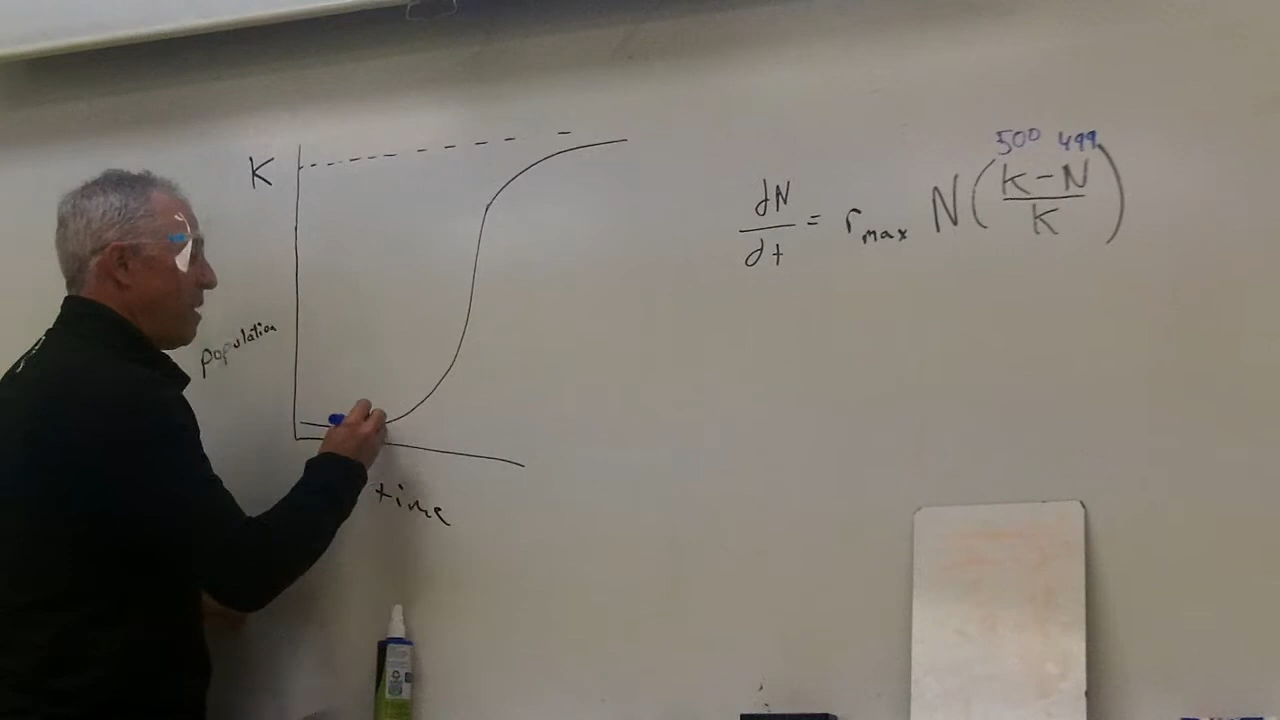 K
population
time
500 499
dN/dt = rmax N(K-N/K)